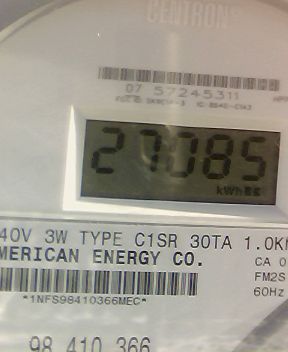 CENTRON®
07 57245311
27085
kWh
40V 3W TYPE C1SR 30TA 1.0K
MERICAN ENERGY CO.
CA 0
FM2S
*1NFS98410366MEC*
60Hz
98 410 366